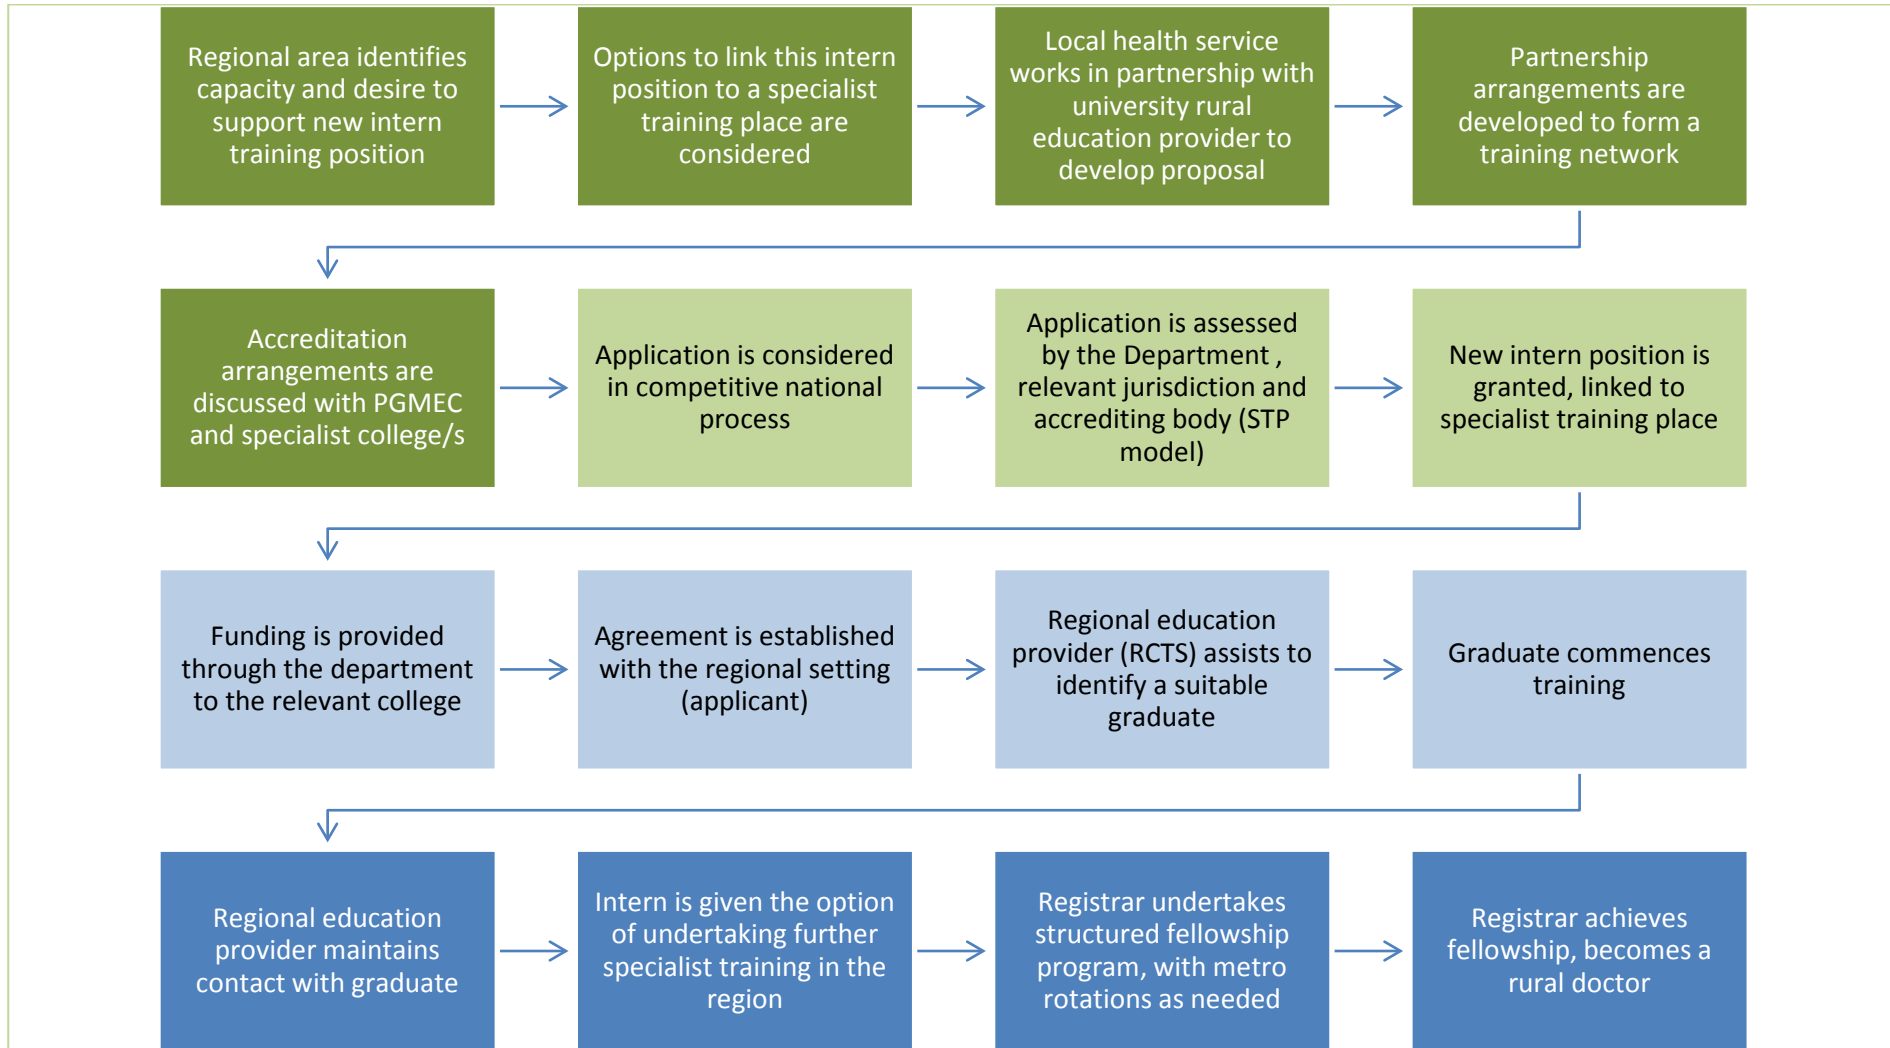 Regional area identifies
capacity and desire to
support new intern
training position
Options to link this intern
position to a specialist
training place are
considered
Local health service
works in partnership with
university rural
education provider to
develop proposal
Partnership
arrangements are
developed to form a
training network
Accreditation
arrangements are
discussed with PGMEC
and specialist college/s
Application is considered
in competitive national
process
Application is assessed
by the Department ,
relevant jurisdiction and
accrediting body (STP
model)
New intern position is
granted, linked to
specialist training place
Funding is provided
through the department
to the relevant college
Agreement is established
with the regional setting
(applicant)
Regional education
provider (RCTS) assists to
identify a suitable
graduate
Graduate commences
training
Regional education
provider maintains
contact with graduate
Intern is given the option
of undertaking further
specialist training in the
region
Registrar undertakes
structured fellowship
program, with metro
rotations as needed
Registrar achieves
fellowship, becomes a
rural doctor